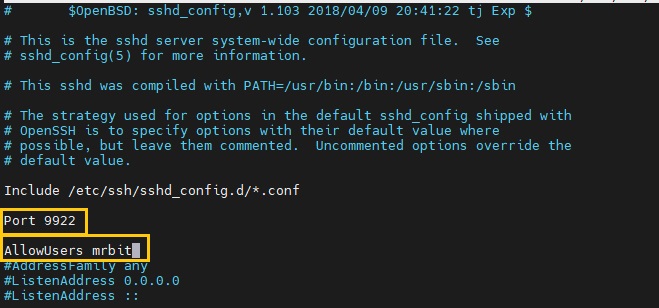 #       $OpenBSD: sshd_config,v 1.103 2018/04/09 20:41:22 tj Exp $
# This is the sshd server system-wide configuration file.  See
# sshd_config(5) for more information.
# This sshd was compiled with PATH=/usr/bin:/bin:/usr/sbin:/sbin
# The strategy used for options in the default sshd_config shipped with
# OpenSSH is to specify options with their default value where
# possible, but leave them commented.  Uncommented options override the
# default value.
Include /etc/ssh/sshd_config.d/*.conf
Port 9922
AllowUsers mrbit
#AddressFamily any
#ListenAddress 0.0.0.0
#ListenAddress ::